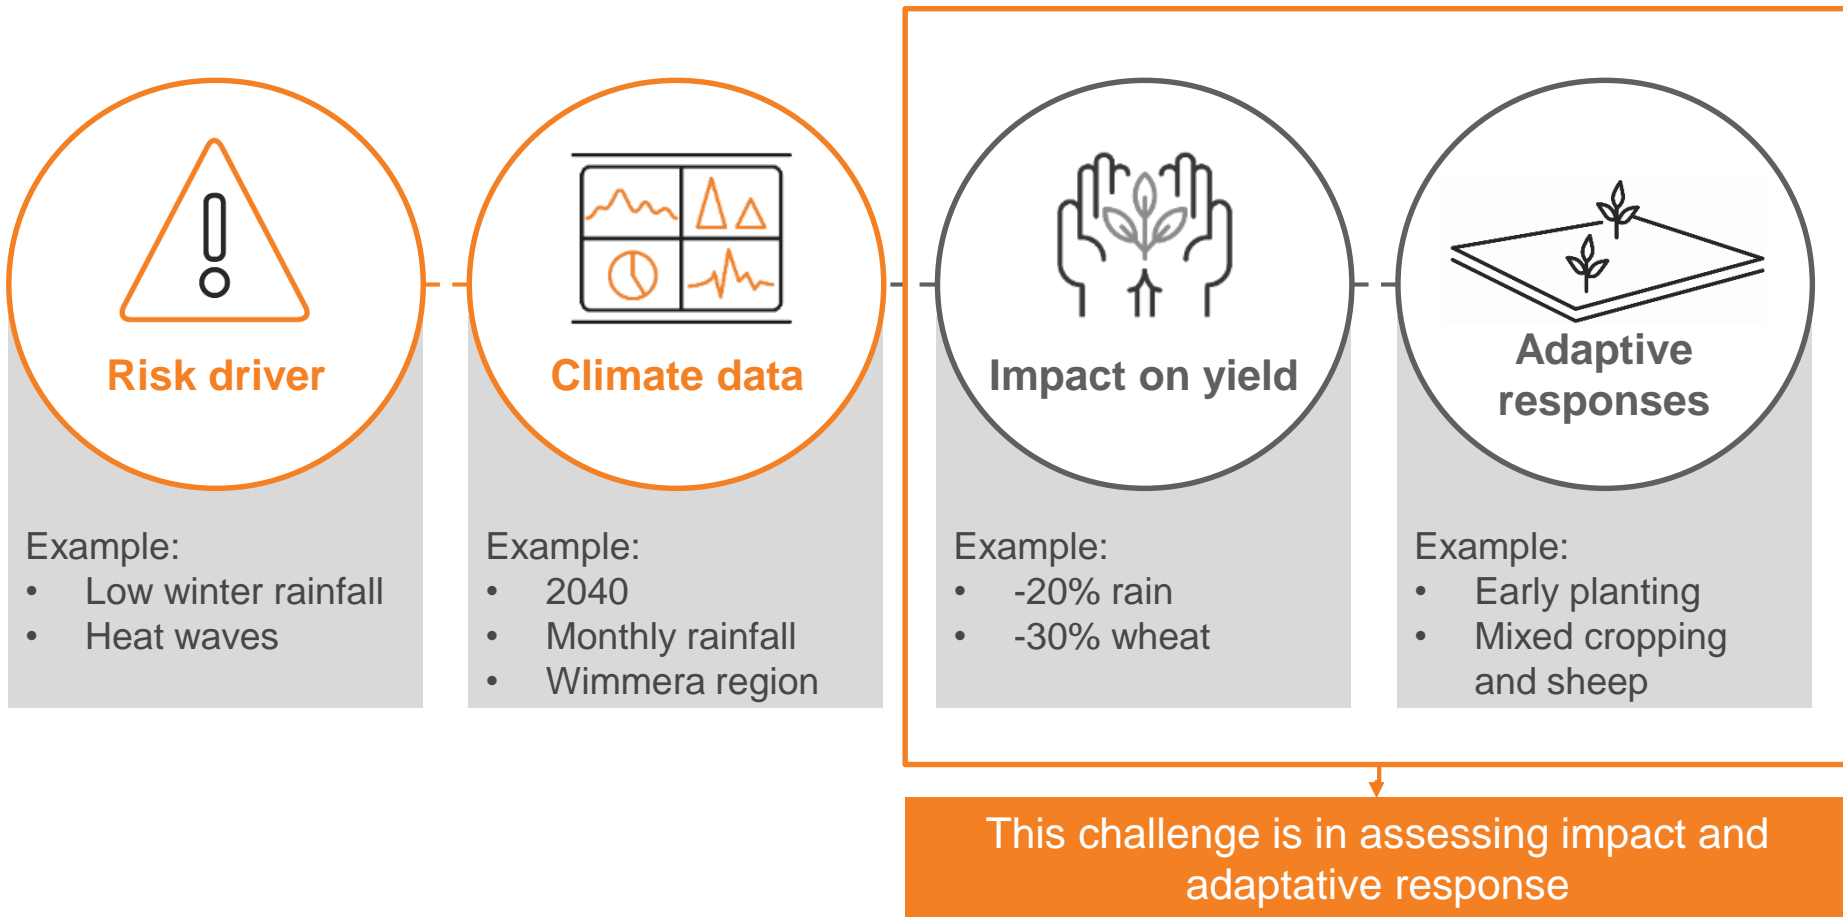 Risk driver
Example:
• Low winter rainfall
• Heat waves
Climate data
Example:
• 2040
• Monthly rainfall
• Wimmera region
Impact on yield
Example:
• -20% rain
• -30% wheat
Adaptive
responses
Example:
• Early planting
• Mixed cropping
and sheep
This challenge is in assessing impact and
adaptative response